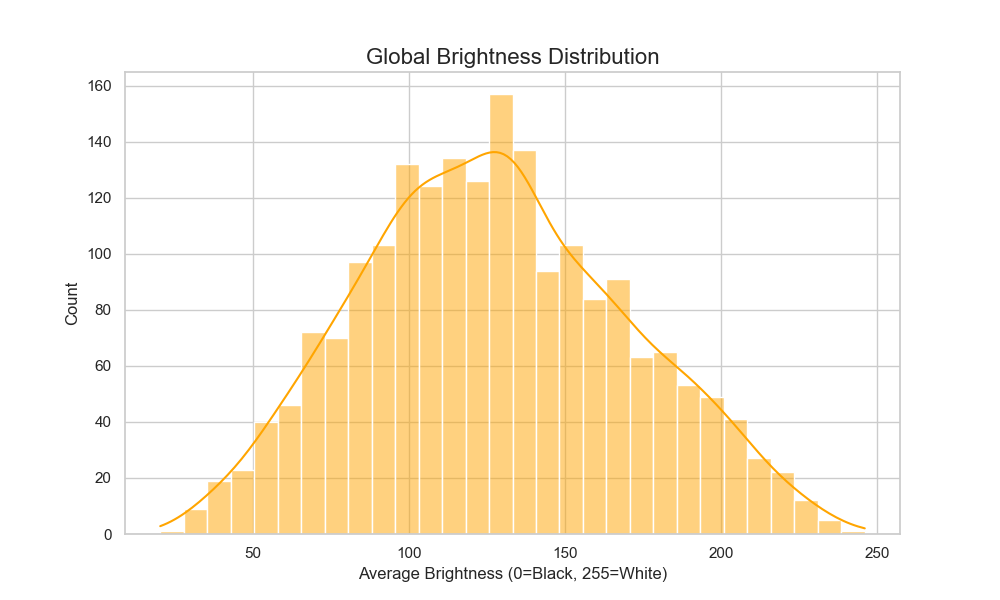 Global Brightness Distribution
160
140
120
100
80
60
40
20
0
Count
50 100 150 200 250
Average Brightness (0=Black, 255=White)